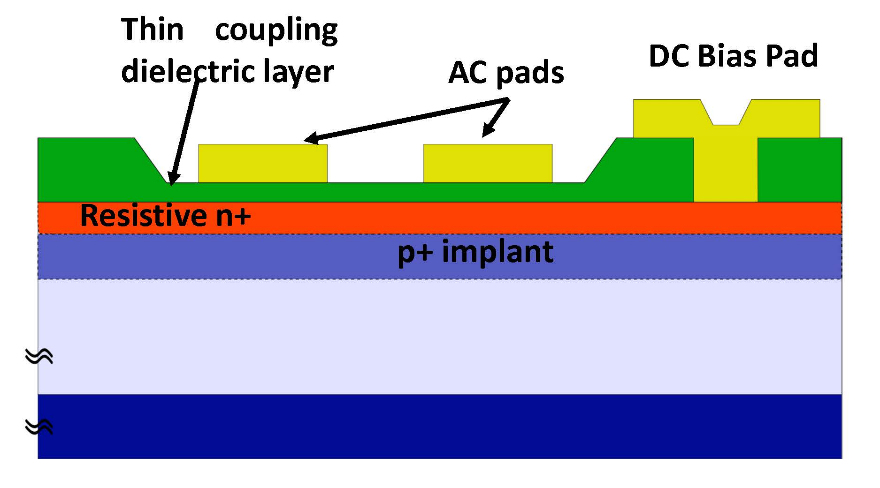 Thin coupling
dielectric layer
AC pads
DC Bias Pad
Resistive n+
p+ implant